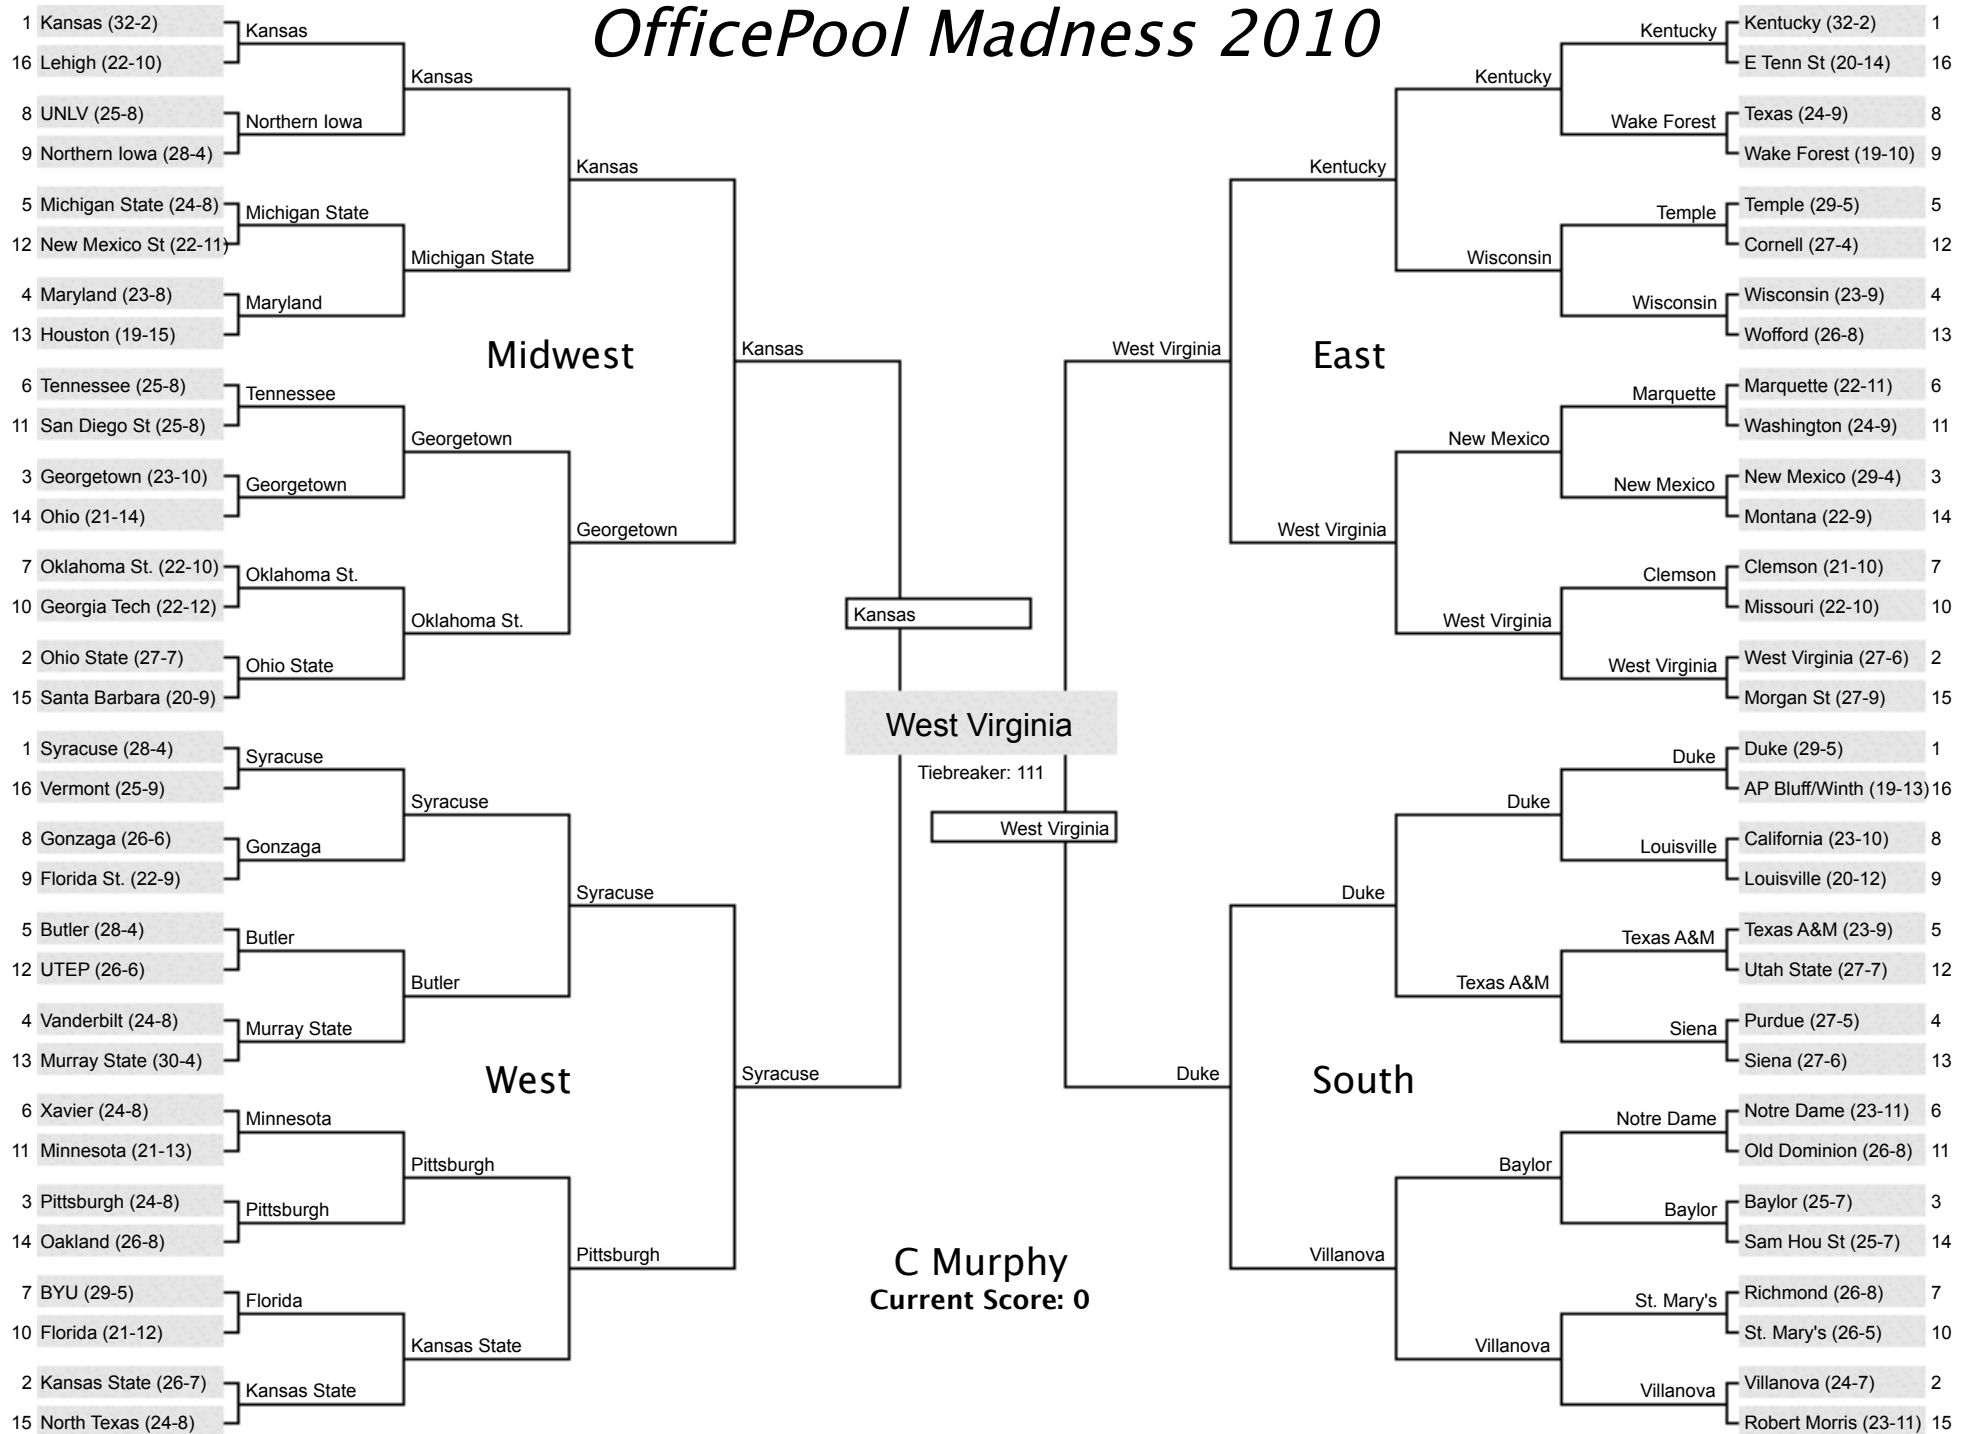 OfficePool Madness 2010
1 Kansas (32-2)
16 Lehigh (22-10)
8 UNLV (25-8)
9 Northern Iowa (28-4)
5 Michigan State (24-8)
12 New Mexico St (22-11)
4 Maryland (23-8)
13 Houston (19-15)
6 Tennessee (25-8)
11 San Diego St (25-8)
3 Georgetown (23-10)
14 Ohio (21-14)
7 Oklahoma St. (22-10)
10 Georgia Tech (22-12)
2 Ohio State (27-7)
15 Santa Barbara (20-9)
Kansas
Northern Iowa
Michigan State
Maryland
Tennessee
Georgetown
Oklahoma St.
Ohio State
Kansas
Michigan State
Georgetown
Oklahoma St.
Kansas
Georgetown
Midwest
Kansas
1 Syracuse (28-4)
16 Vermont (25-9)
8 Gonzaga (26-6)
9 Florida St. (22-9)
5 Butler (28-4)
12 UTEP (26-6)
4 Vanderbilt (24-8)
13 Murray State (30-4)
6 Xavier (24-8)
11 Minnesota (21-13)
3 Pittsburgh (24-8)
14 Oakland (26-8)
7 BYU (29-5)
10 Florida (21-12)
2 Kansas State (26-7)
15 North Texas (24-8)
Syracuse
Gonzaga
Butler
Murray State
Minnesota
Pittsburgh
Florida
Kansas State
Syracuse
Butler
Pittsburgh
Kansas State
Syracuse
Pittsburgh
West
Syracuse
Kansas
West Virginia
Tiebreaker: 111
West Virginia
C Murphy
Current Score: 0
West Virginia
East
Kentucky
West Virginia
Kentucky
Wisconsin
New Mexico
West Virginia
Kentucky
Wake Forest
Temple
Wisconsin
Marquette
New Mexico
Clemson
West Virginia
Kentucky (32-2) 1
E Tenn St (20-14) 16
Texas (24-9) 8
Wake Forest (19-10) 9
Temple (29-5) 5
Cornell (27-4) 12
Wisconsin (23-9) 4
Wofford (26-8) 13
Marquette (22-11) 6
Washington (24-9) 11
New Mexico (29-4) 3
Montana (22-9) 14
Clemson (21-10) 7
Missouri (22-10) 10
West Virginia (27-6) 2
Morgan St (27-9) 15
Duke
South
Duke
Villanova
Duke
Texas A&M
Baylor
Villanova
Duke
Louisville
Texas A&M
Siena
Notre Dame
Baylor
St. Mary's
Villanova
Duke (29-5) 1
AP Bluff/Winth (19-13) 16
California (23-10) 8
Louisville (20-12) 9
Texas A&M (23-9) 5
Utah State (27-7) 12
Purdue (27-5) 4
Siena (27-6) 13
Notre Dame (23-11) 6
Old Dominion (26-8) 11
Baylor (25-7) 3
Sam Hou St (25-7) 14
Richmond (26-8) 7
St. Mary's (26-5) 10
Villanova (24-7) 2
Robert Morris (23-11) 15